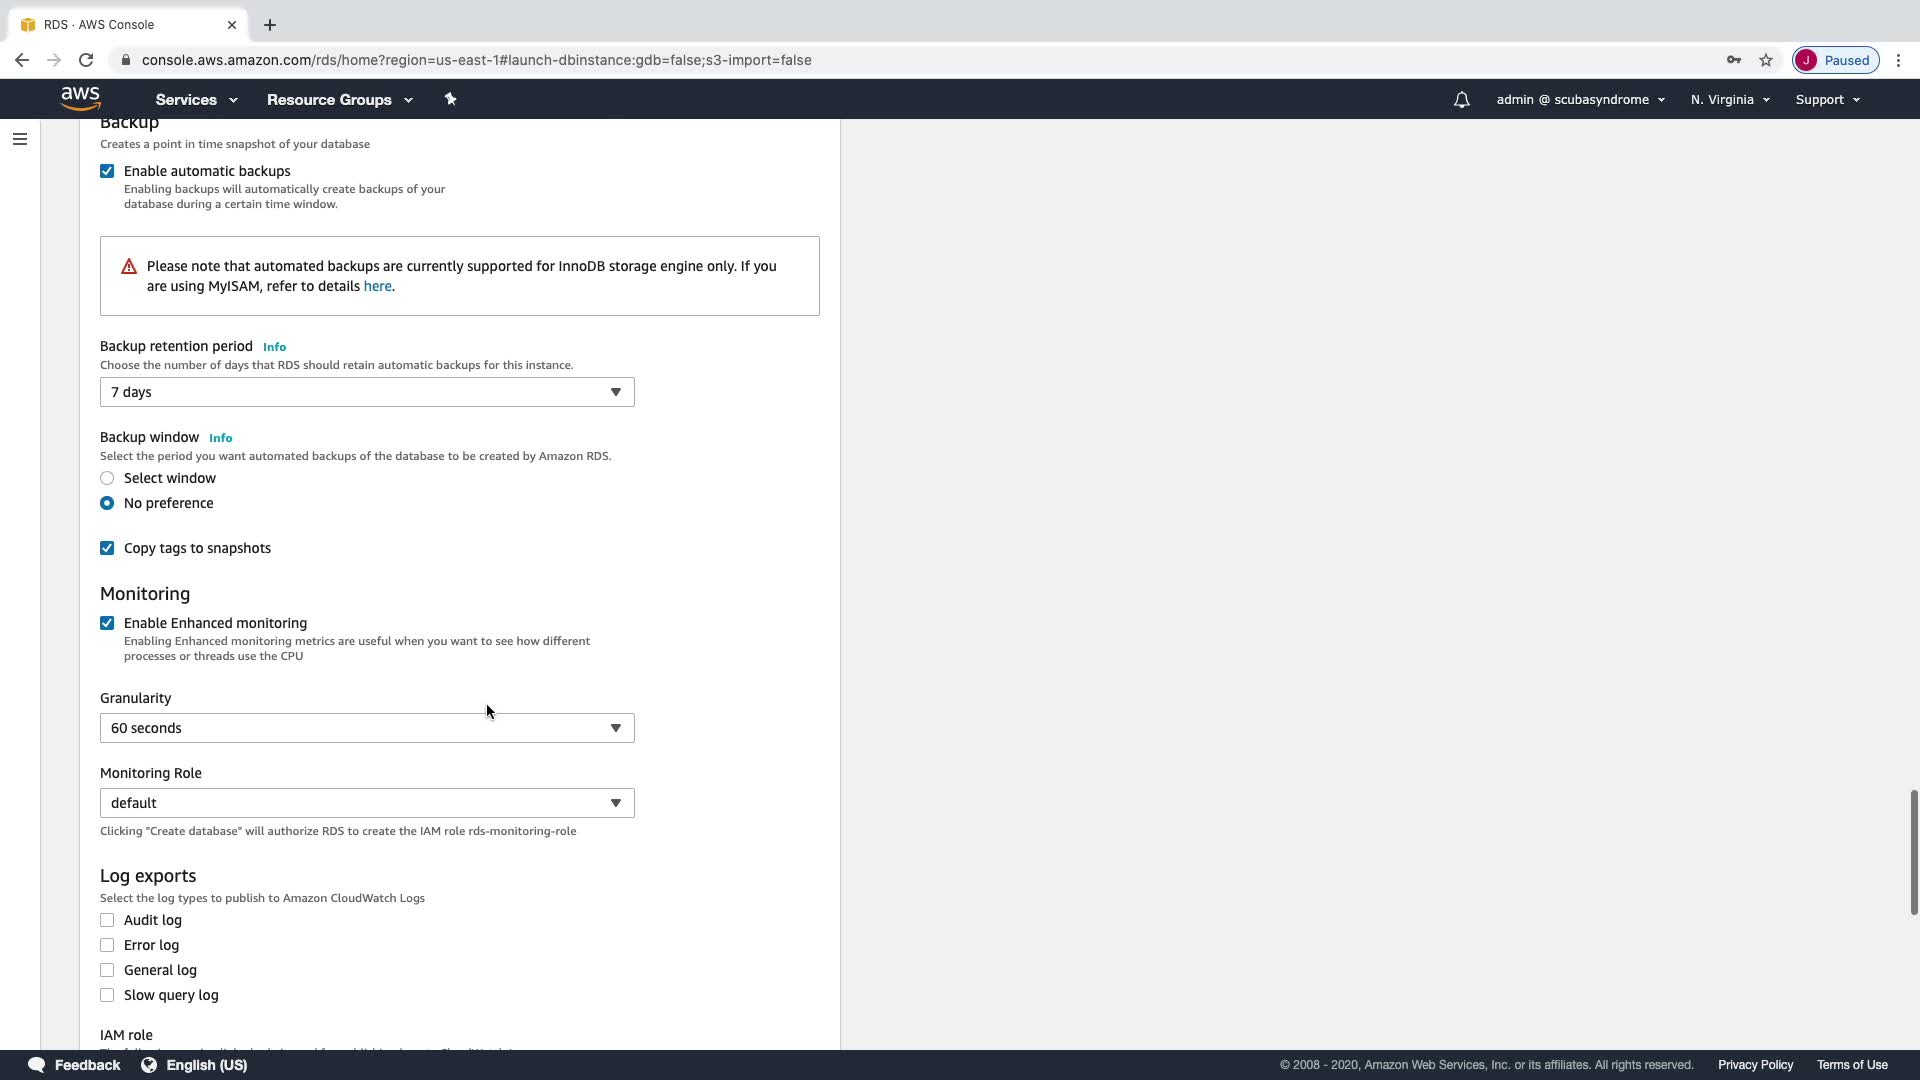 RDS · AWS Console
console.aws.amazon.com/rds/home?region=us-east-1#launch-dbinstance:gdb=false;s3-import=false
J Paused
aws Services Resource Groups admin @ scubasyndrome N. Virginia Support
Backup
Creates a point in time snapshot of your database
Enable automatic backups
Enabling backups will automatically create backups of your
database during a certain time window.
Please note that automated backups are currently supported for InnoDB storage engine only. If you
are using MyISAM, refer to details here.
Backup retention period Info
Choose the number of days that RDS should retain automatic backups for this instance.
7 days
Backup window Info
Select the period you want automated backups of the database to be created by Amazon RDS.
Select window
No preference
Copy tags to snapshots
Monitoring
Enable Enhanced monitoring
Enabling Enhanced monitoring metrics are useful when you want to see how different
processes or threads use the CPU
Granularity
60 seconds
Monitoring Role
default
Clicking "Create database" will authorize RDS to create the IAM role rds-monitoring-role
Log exports
Select the log types to publish to Amazon CloudWatch Logs
Audit log
Error log
General log
Slow query log
IAM role
Feedback English (US) © 2008 - 2020, Amazon Web Services, Inc. or its affiliates. All rights reserved. Privacy Policy Terms of Use